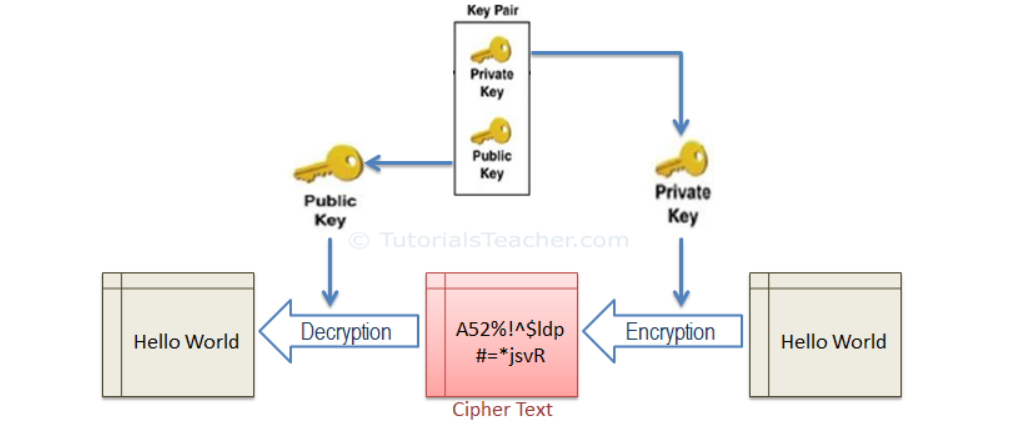 Key Pair
Private
Key
Public
Key
Public
Key
Private
Key
© TutorialsTeacher.com
Hello World
Decryption
A52%!^$ldp
#=*jsvR
Encryption
Hello World
Cipher Text